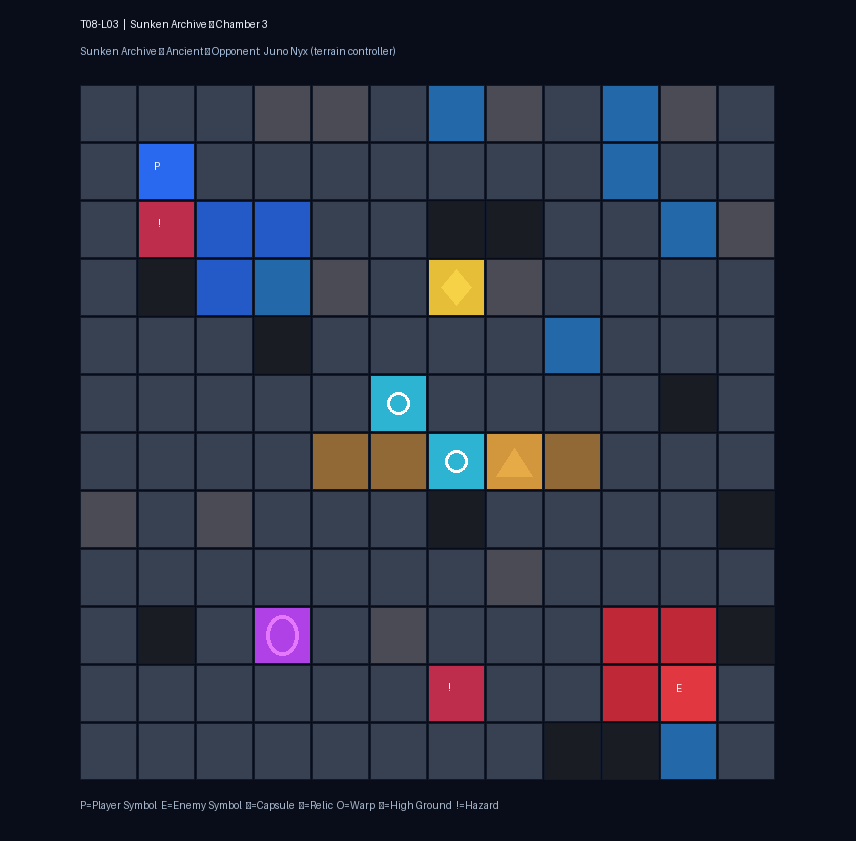 T08-L03 | Sunken Archive □ Chamber 3
Sunken Archive □ Ancient □ Opponent: Juno Nyx (terrain controller)
P
!
!
E
P=Player Symbol E=Enemy Symbol □=Capsule □=Relic O=Warp □=High Ground !=Hazard